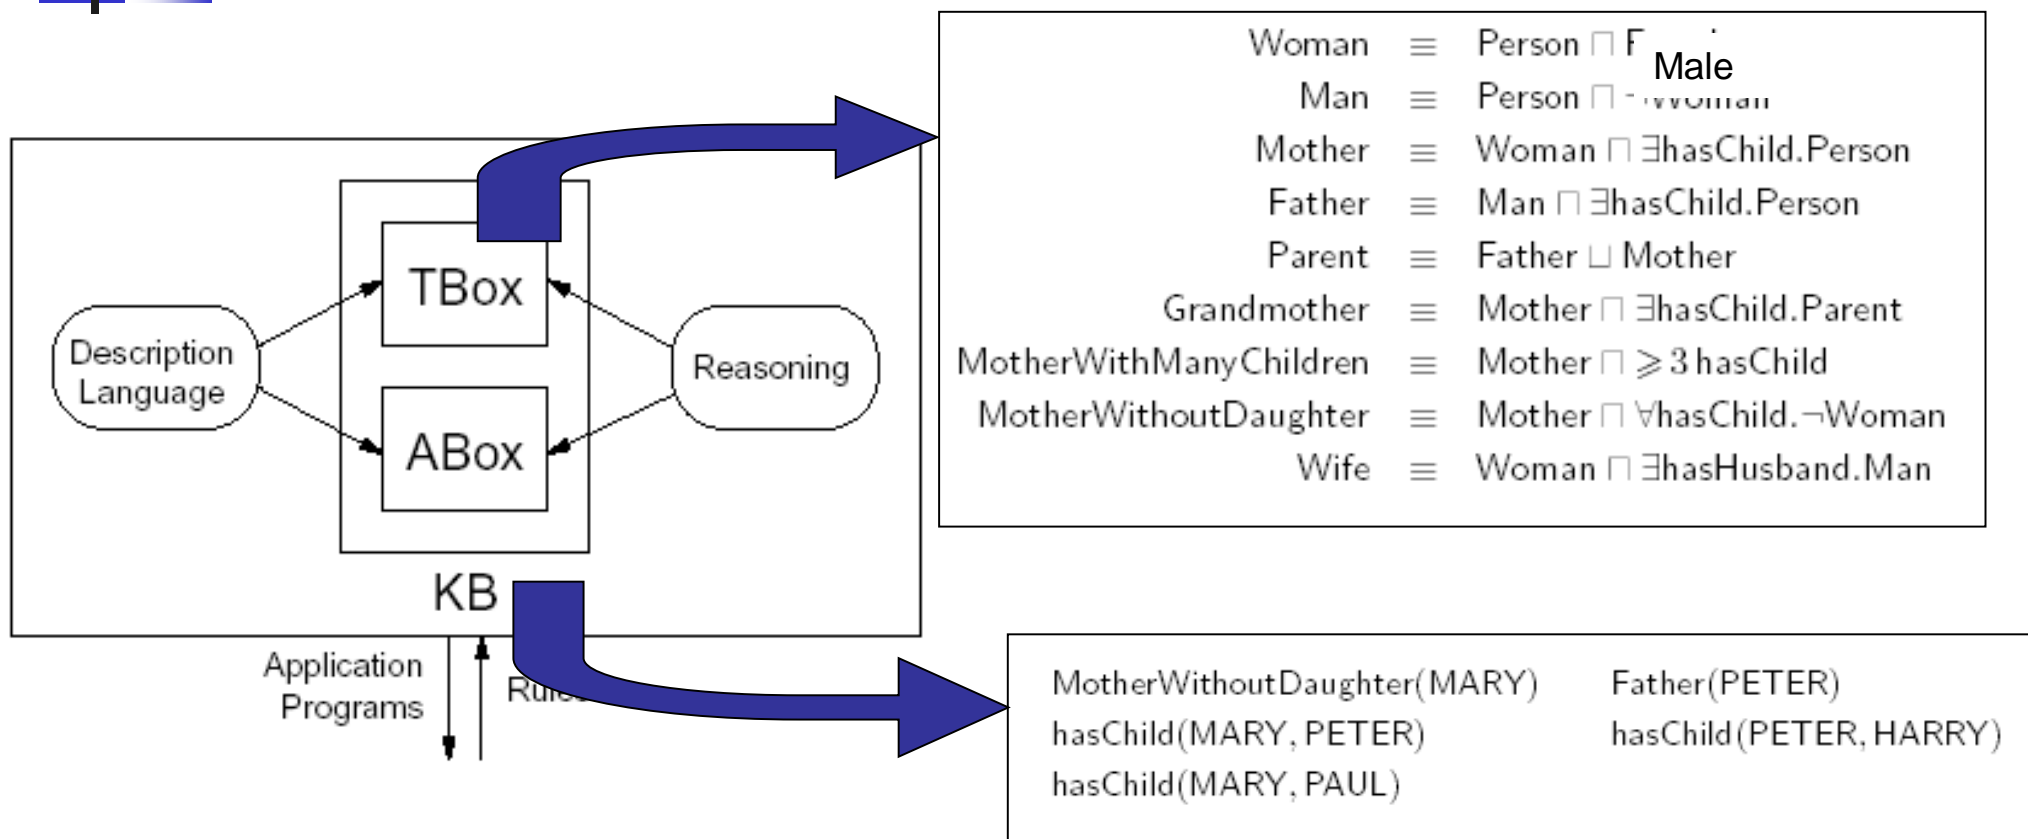 Woman ≡ Person ⊓
Male
Man ≡ Person ⊓
Mother ≡ Woman ⊓ ∃hasChild.Person
Father ≡ Man ⊓ ∃hasChild.Person
Parent ≡ Father ⊔ Mother
Grandmother ≡ Mother ⊓ ∃hasChild.Parent
MotherWithManyChildren ≡ Mother ⊓ ⩾ 3 hasChild
MotherWithoutDaughter ≡ Mother ⊓ ∀hasChild.¬Woman
Wife ≡ Woman ⊓ ∃hasHusband.Man
TBox
Description
Language
Reasoning
ABox
KB
Application
Programs
MotherWithoutDaughter(MARY) Father(PETER)
hasChild(MARY, PETER) hasChild(PETER, HARRY)
hasChild(MARY, PAUL)